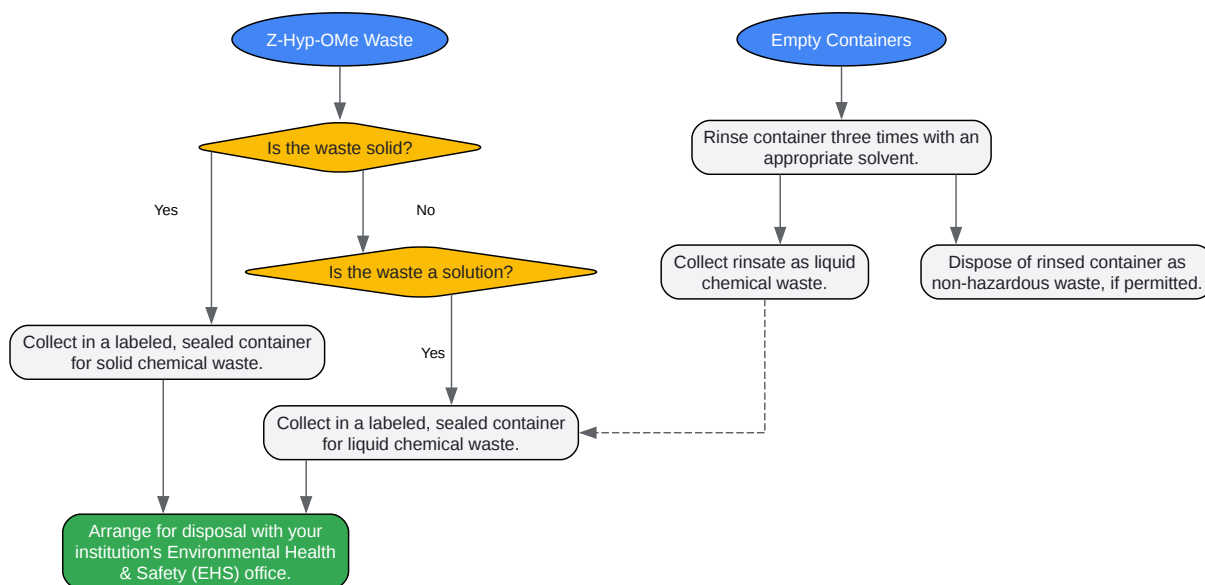 Z-Hyp-OMe Waste
Empty Containers
Is the waste solid?
Rinse container three times with an
appropriate solvent.
Yes
No
Is the waste a solution?
Collect rinsate as liquid
chemical waste.
Dispose of rinsed container as
non-hazardous waste, if permitted.
Collect in a labeled, sealed container
for solid chemical waste.
Yes
Collect in a labeled, sealed container
for liquid chemical waste.
Arrange for disposal with your
institution's Environmental Health
& Safety (EHS) office.